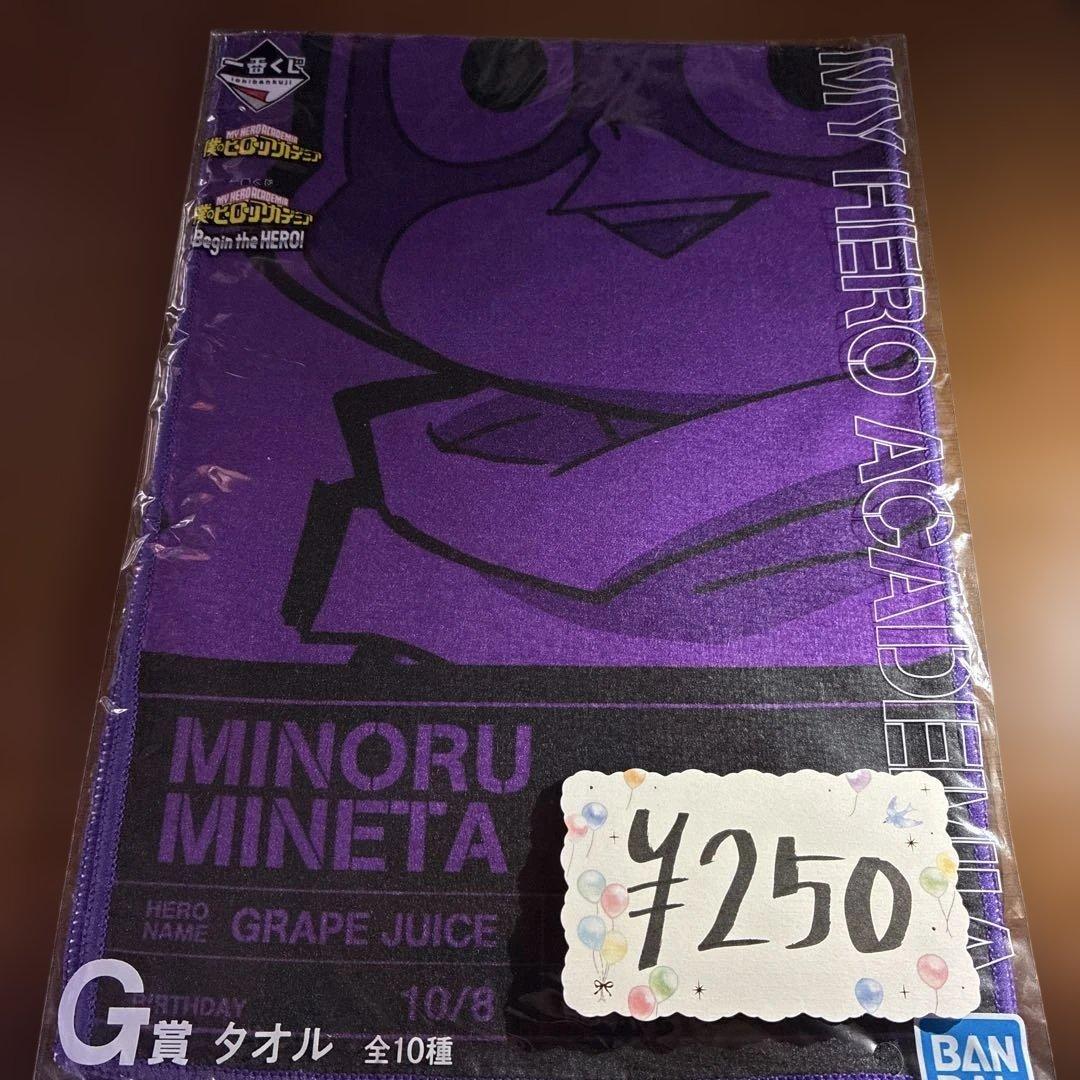 一番くじ
Ichibankuji
MY HERO ACADEMIA
僕のヒーローアカデミア
一番くじ
MY HERO ACADEMIA
僕のヒーローアカデミア
Begin the HERO!
MY HERO ACADEMIA
MINORU
MINETA
HERO
NAME
GRAPE JUICE
BIRTHDAY
10/8
G賞 タオル 全10種
¥250
BAN